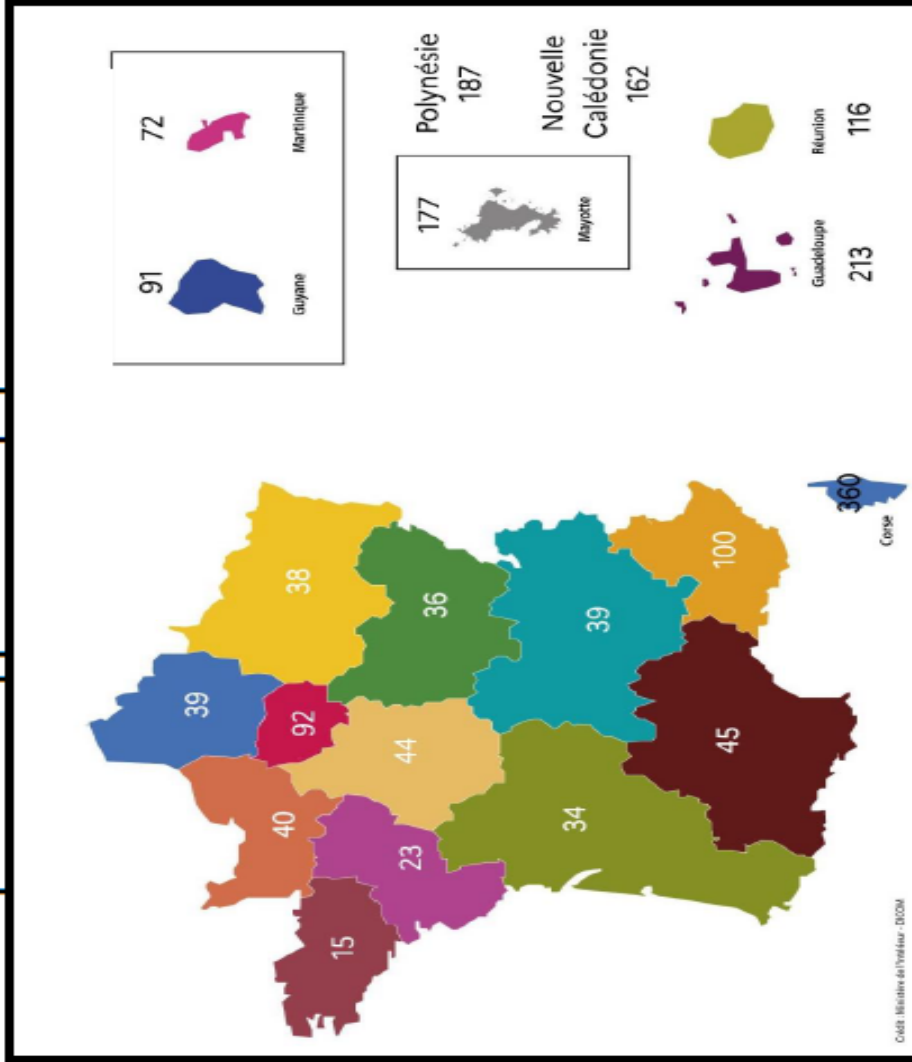 39
92
38
40
15
23
44
36
34
39
45
100
360
Corse
91
Guyane
72
Martinique
177
Mayotte
Polynésie
187
Nouvelle
Calédonie
162
213
Guadeloupe
Réunion
116
Crédit : Ministère de l'Intérieur - DICOM